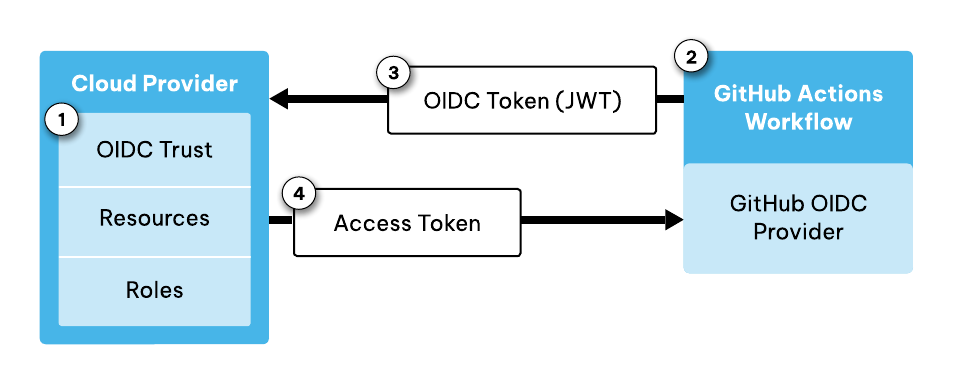 Cloud Provider
1
OIDC Trust
Resources
Roles
3
OIDC Token (JWT)
4
Access Token
2
GitHub Actions
Workflow
GitHub OIDC
Provider